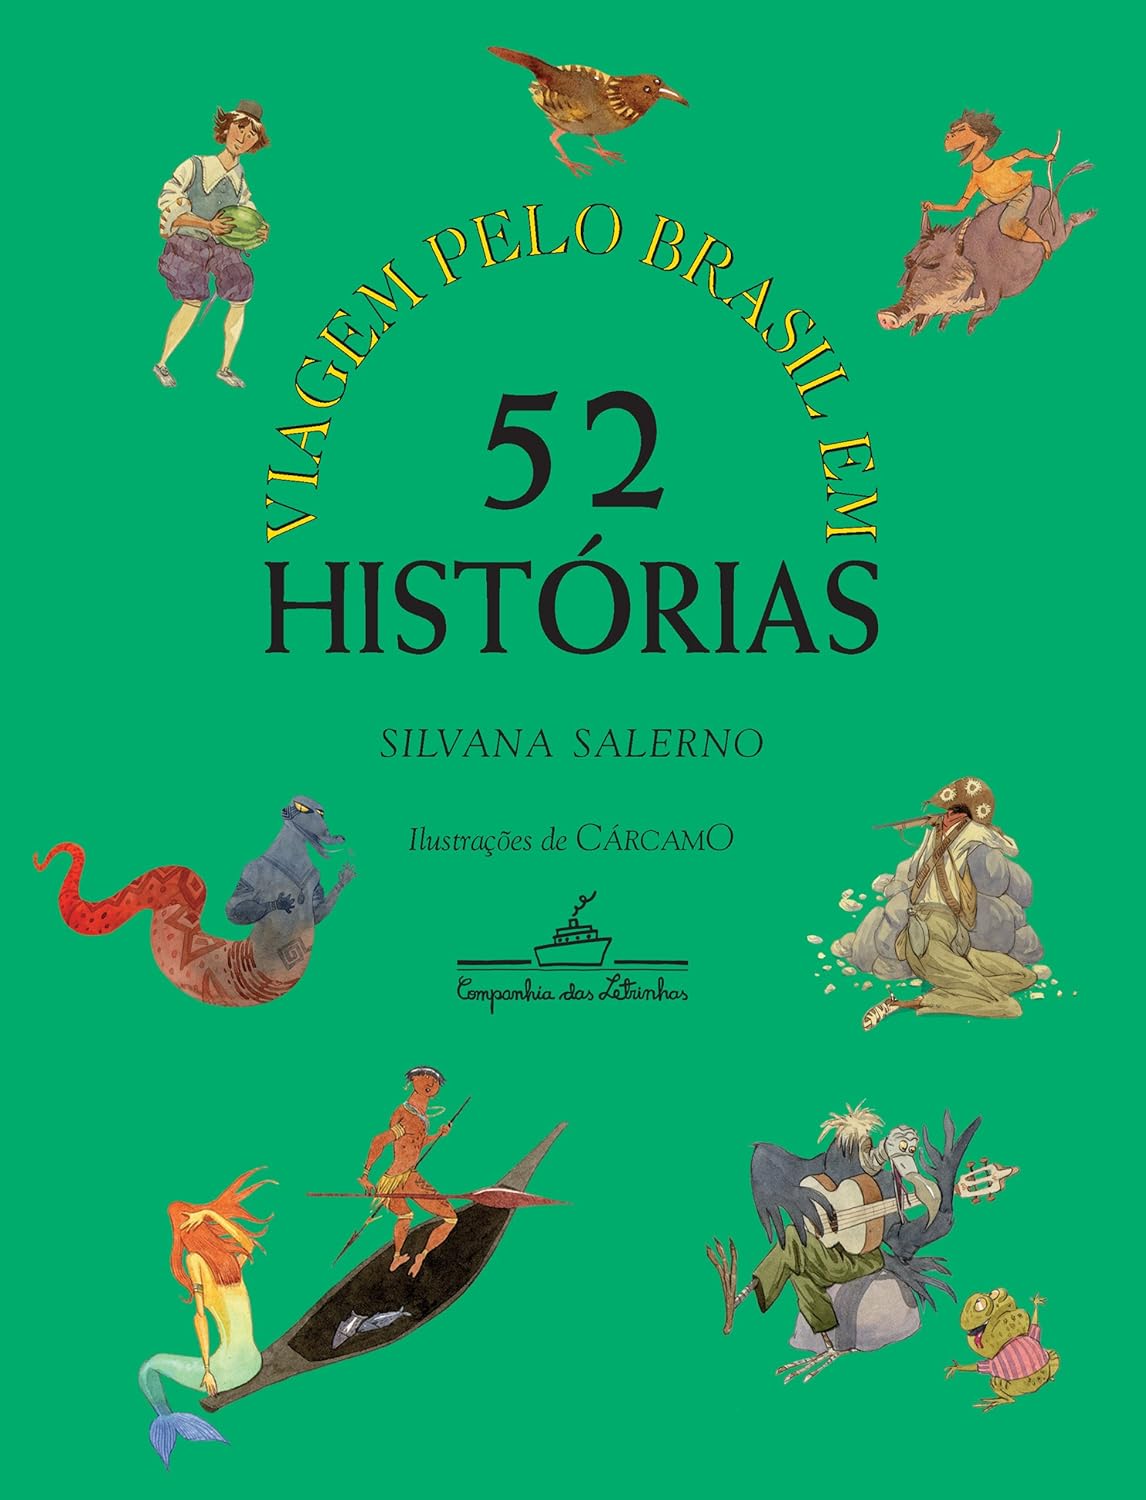 VIAGEM PELO BRASIL EM
52
HISTÓRIAS
SILVANA SALERNO
Ilustrações de CÁRCAMO
Companhia das Letrinhas